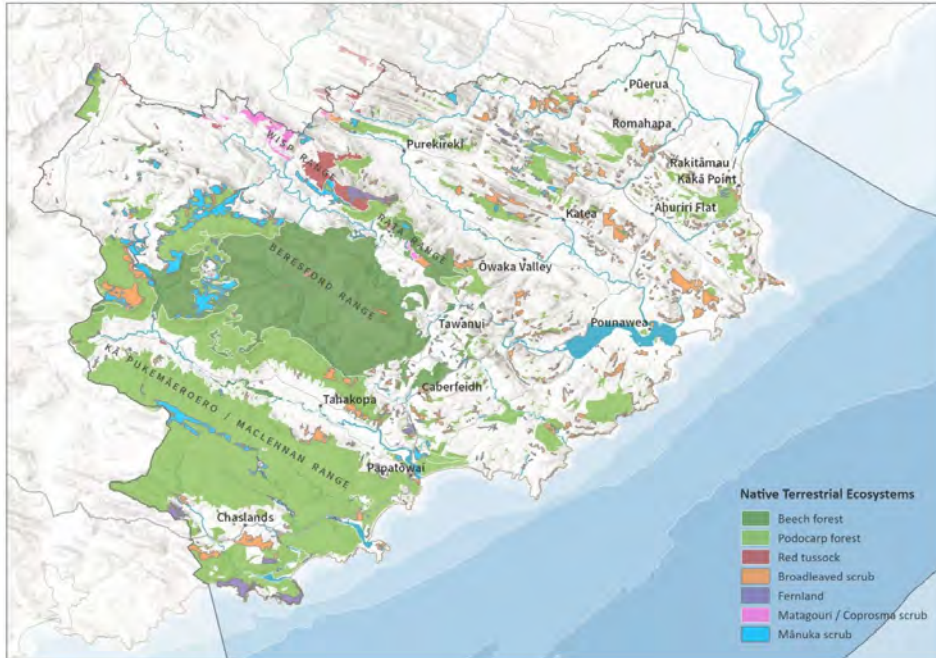 Pūerua
Romahapa
Purekireki
WISP RANGE
Rakitāmau /
Kākā Point
Katea
Ahuriri Flat
RATA RANGE
Ōwaka Valley
BERESFORD RANGE
Tawanui
Pounawea
Caberfeidh
KĀ PUKEMĀEROERO / MACLENNAN RANGE
Tahakopa
Papatōwai
Chaslands
Native Terrestrial Ecosystems
Beech forest
Podocarp forest
Red tussock
Broadleaved scrub
Fernland
Matagouri / Coprosma scrub
Mānuka scrub